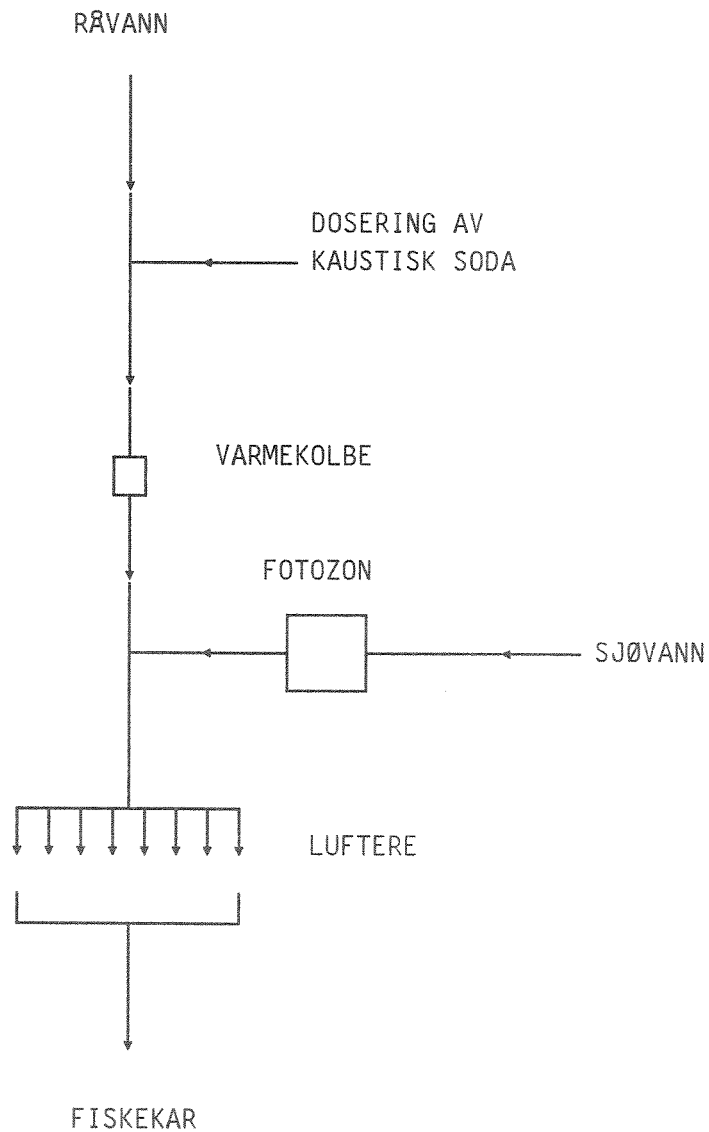 RÅVANN
DOSERING AV
KAUSTISK SODA
VARMEKOLBE
FOTOZON
SJØVANN
LUFTERE
FISKEKAR